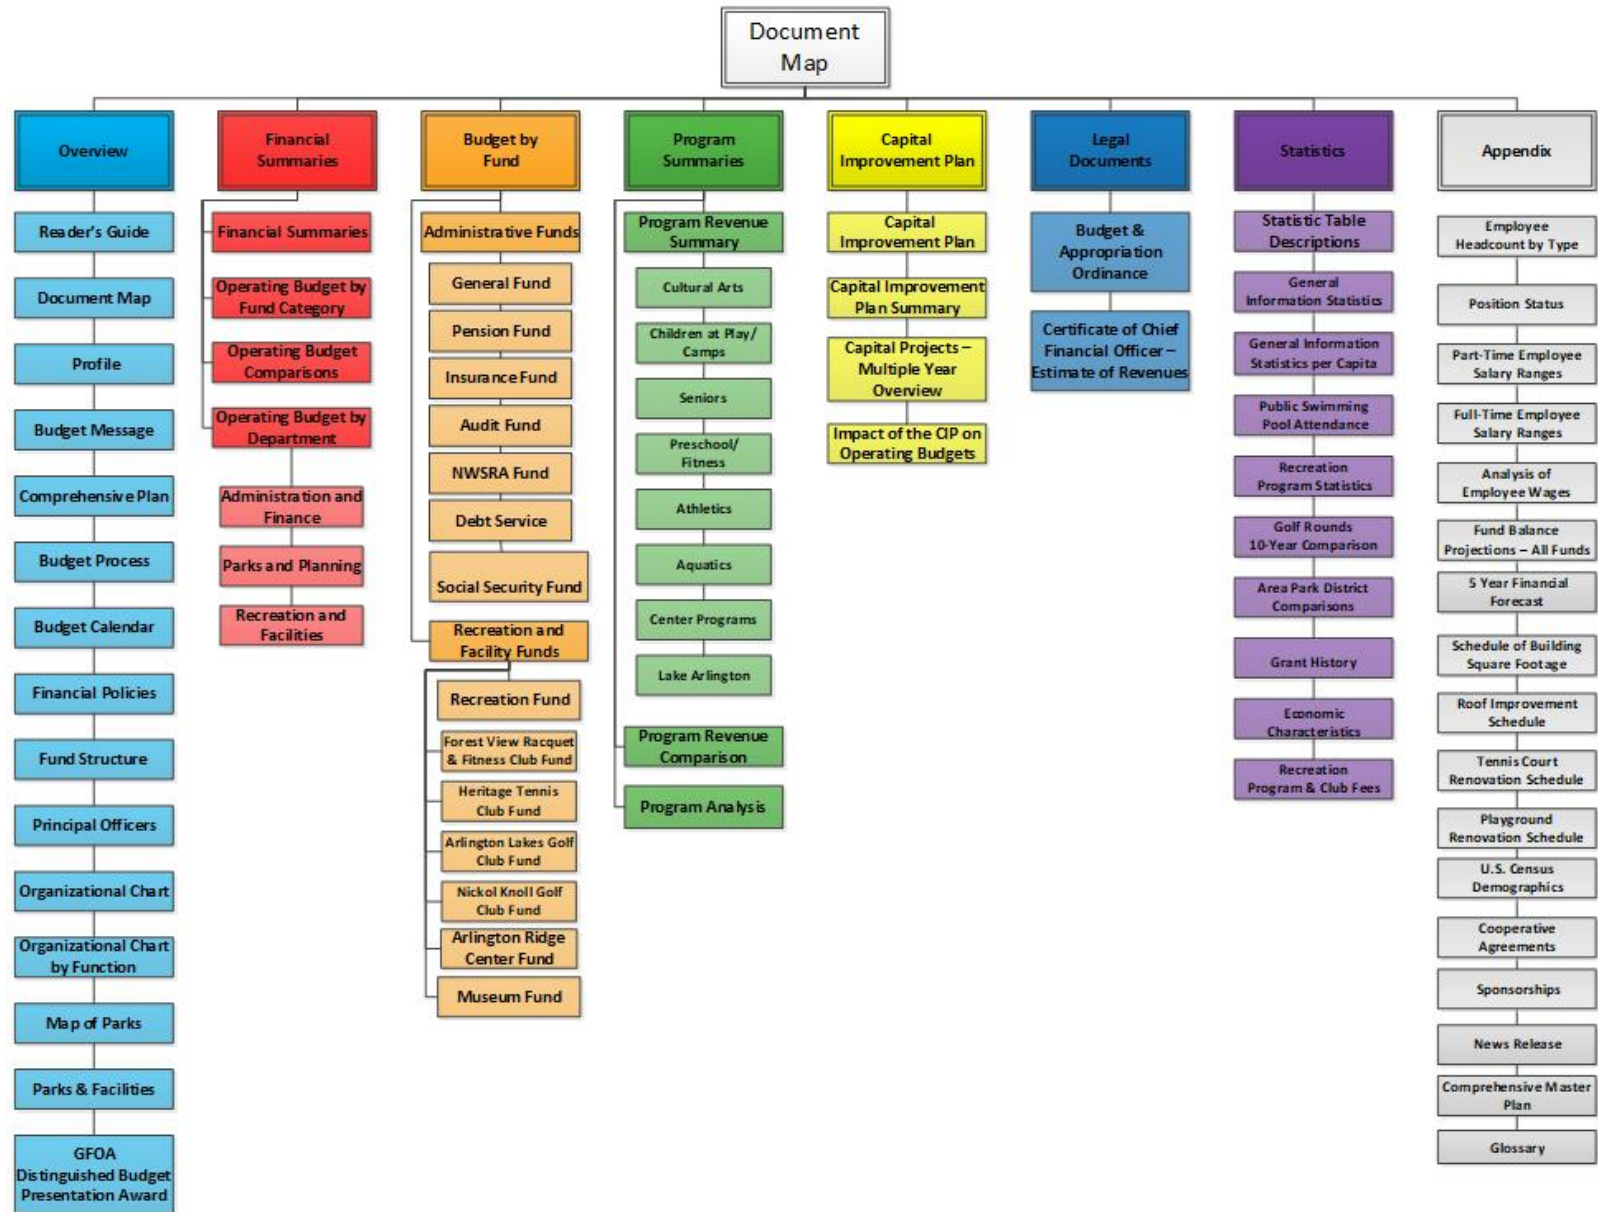 Document
Map
Overview
Reader's Guide
Document Map
Profile
Budget Message
Comprehensive Plan
Budget Process
Budget Calendar
Financial Policies
Fund Structure
Principal Officers
Organizational Chart
Organizational Chart
by Function
Map of Parks
Parks & Facilities
GFOA
Distinguished Budget
Presentation Award
Financial
Summaries
Financial Summaries
Operating Budget by
Fund Category
Operating Budget
Comparisons
Operating Budget by
Department
Administration and
Finance
Parks and Planning
Recreation and
Facilities
Budget by
Fund
Administrative Funds
General Fund
Pension Fund
Insurance Fund
Audit Fund
NWSRA Fund
Debt Service
Social Security Fund
Recreation and
Facility Funds
Recreation Fund
Forest View Racquet
& Fitness Club Fund
Heritage Tennis
Club Fund
Arlington Lakes Golf
Club Fund
Nickol Knoll Golf
Club Fund
Arlington Ridge
Center Fund
Museum Fund
Program
Summaries
Program Revenue
Summary
Cultural Arts
Children at Play/
Camps
Seniors
Preschool/
Fitness
Athletics
Aquatics
Center Programs
Lake Arlington
Program Revenue
Comparison
Program Analysis
Capital
Improvement Plan
Capital
Improvement Plan
Capital Improvement
Plan Summary
Capital Projects –
Multiple Year
Overview
Impact of the CIP on
Operating Budgets
Legal
Documents
Budget &
Appropriation
Ordinance
Certificate of Chief
Financial Officer –
Estimate of Revenues
Statistics
Statistic Table
Descriptions
General
Information Statistics
General Information
Statistics per Capita
Public Swimming
Pool Attendance
Recreation
Program Statistics
Golf Rounds
10-Year Comparison
Area Park District
Comparisons
Grant History
Economic
Characteristics
Recreation
Program & Club Fees
Appendix
Employee
Headcount by Type
Position Status
Part-Time Employee
Salary Ranges
Full-Time Employee
Salary Ranges
Analysis of
Employee Wages
Fund Balance
Projections – All Funds
5 Year Financial
Forecast
Schedule of Building
Square Footage
Roof Improvement
Schedule
Tennis Court
Renovation Schedule
Playground
Renovation Schedule
U.S. Census
Demographics
Cooperative
Agreements
Sponsorships
News Release
Comprehensive Master
Plan
Glossary